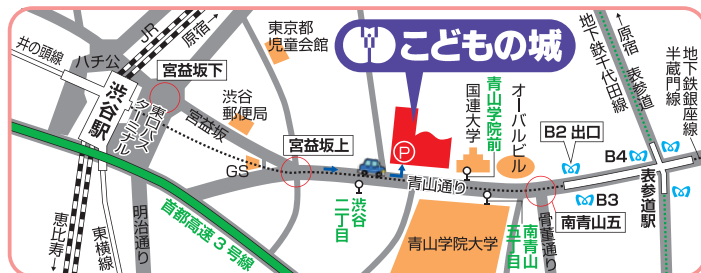 東京都
児童会館
こどもの城
JR
原宿
井の頭線
ハチ公
宮益坂下
渋谷駅
東口バス
ターミナル
宮益坂
渋谷
郵便局
宮益坂上
GS
P
青山学院前
国連大学
オーバルビル
B2 出口
原宿
表参道
地下鉄千代田線
地下鉄銀座線
半蔵門線
B4
B3
表参道駅
南青山五
青山通り
渋谷
二丁目
青山学院大学
南青山
五丁目
骨董通り
首都高速3号線
明治通り
東横線
恵比寿